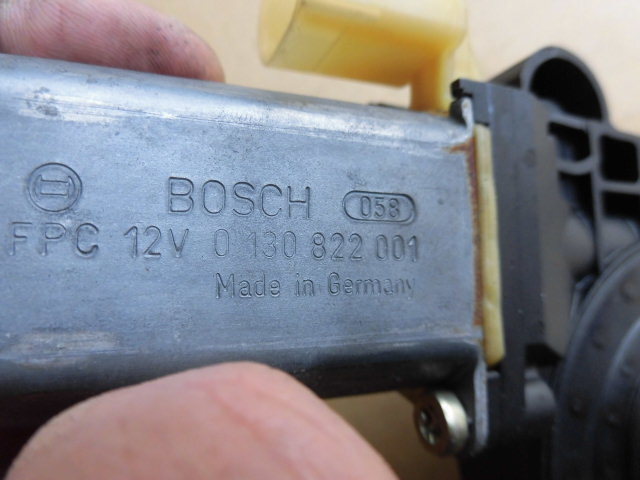 BOSCH 058
FPC 12V 0 130 822 001
Made in Germany